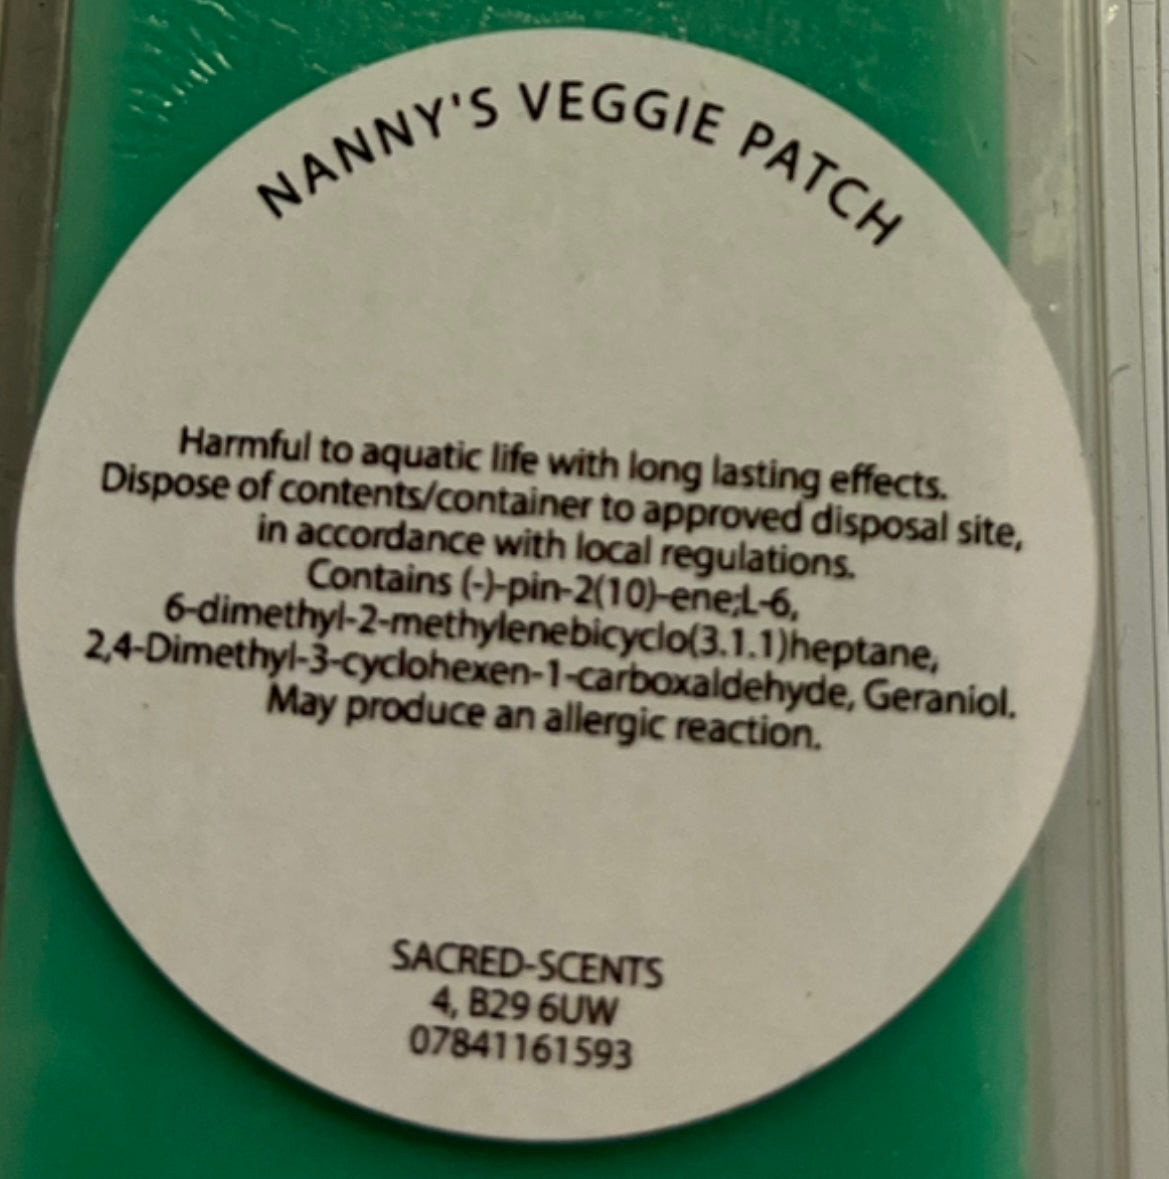 NANNY'S VEGGIE PATCH
Harmful to aquatic life with long lasting effects.
Dispose of contents/container to approved disposal site,
in accordance with local regulations.
Contains (-)-pin-2(10)-ene;L-6,
6-dimethyl-2-methylenebicyclo(3.1.1)heptane,
2,4-Dimethyl-3-cyclohexen-1-carboxaldehyde, Geraniol.
May produce an allergic reaction.
SACRED-SCENTS
4, B29 6UW
07841161593